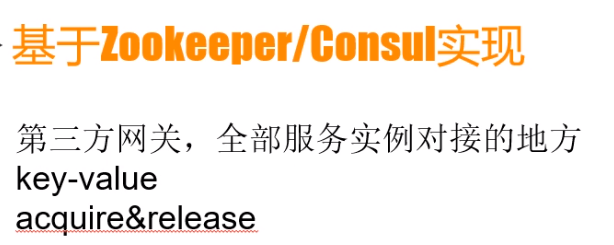 基于Zookeeper/Consul实现
第三方网关，全部服务实例对接的地方
key-value
acquire&release